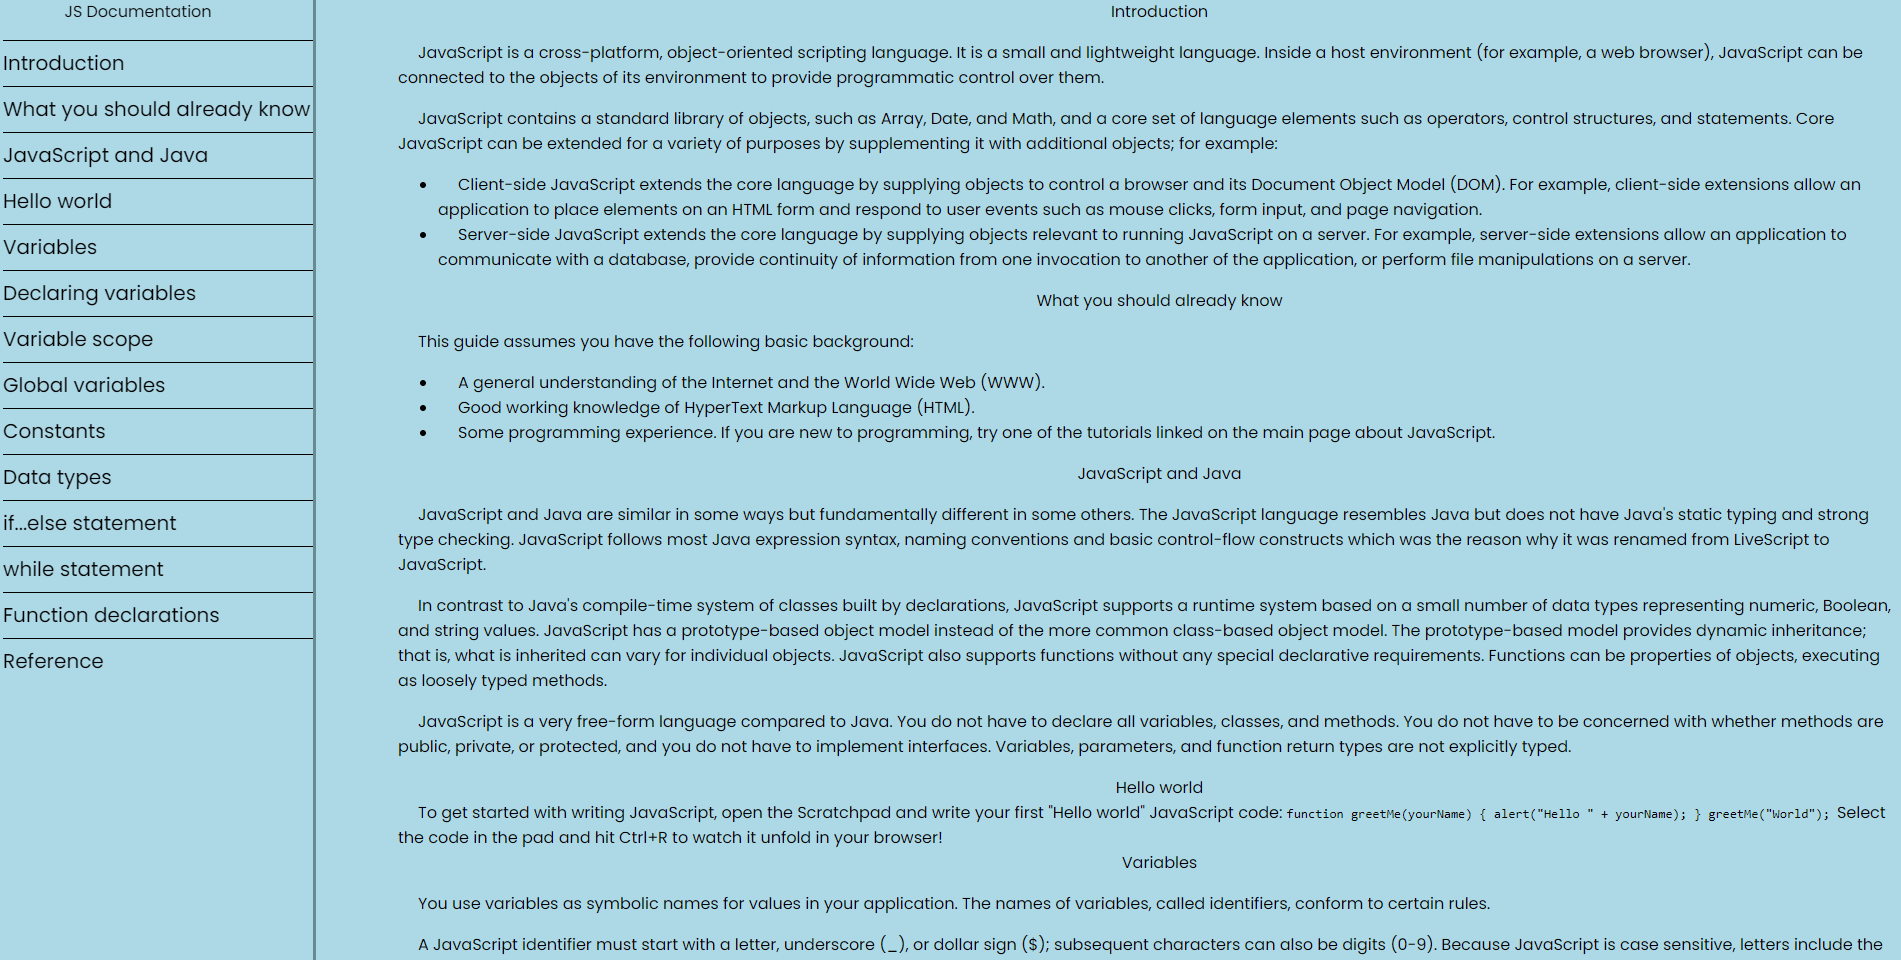 JS Documentation
Introduction
What you should already know
JavaScript and Java
Hello world
Variables
Declaring variables
Variable scope
Global variables
Constants
Data types
if...else statement
while statement
Function declarations
Reference
Introduction
JavaScript is a cross-platform, object-oriented scripting language. It is a small and lightweight language. Inside a host environment (for example, a web browser), JavaScript can be
connected to the objects of its environment to provide programmatic control over them.
JavaScript contains a standard library of objects, such as Array, Date, and Math, and a core set of language elements such as operators, control structures, and statements. Core
JavaScript can be extended for a variety of purposes by supplementing it with additional objects; for example:
• Client-side JavaScript extends the core language by supplying objects to control a browser and its Document Object Model (DOM). For example, client-side extensions allow an
application to place elements on an HTML form and respond to user events such as mouse clicks, form input, and page navigation.
• Server-side JavaScript extends the core language by supplying objects relevant to running JavaScript on a server. For example, server-side extensions allow an application to
communicate with a database, provide continuity of information from one invocation to another of the application, or perform file manipulations on a server.
What you should already know
This guide assumes you have the following basic background:
• A general understanding of the Internet and the World Wide Web (WWW).
• Good working knowledge of HyperText Markup Language (HTML).
• Some programming experience. If you are new to programming, try one of the tutorials linked on the main page about JavaScript.
JavaScript and Java
JavaScript and Java are similar in some ways but fundamentally different in some others. The JavaScript language resembles Java but does not have Java's static typing and strong
type checking. JavaScript follows most Java expression syntax, naming conventions and basic control-flow constructs which was the reason why it was renamed from LiveScript to
JavaScript.
In contrast to Java's compile-time system of classes built by declarations, JavaScript supports a runtime system based on a small number of data types representing numeric, Boolean,
and string values. JavaScript has a prototype-based object model instead of the more common class-based object model. The prototype-based model provides dynamic inheritance;
that is, what is inherited can vary for individual objects. JavaScript also supports functions without any special declarative requirements. Functions can be properties of objects, executing
as loosely typed methods.
JavaScript is a very free-form language compared to Java. You do not have to declare all variables, classes, and methods. You do not have to be concerned with whether methods are
public, private, or protected, and you do not have to implement interfaces. Variables, parameters, and function return types are not explicitly typed.
Hello world
To get started with writing JavaScript, open the Scratchpad and write your first "Hello world" JavaScript code: function greetMe(yourName) { alert("Hello " + yourName); } greetMe("World"); Select
the code in the pad and hit Ctrl+R to watch it unfold in your browser!
Variables
You use variables as symbolic names for values in your application. The names of variables, called identifiers, conform to certain rules.
A JavaScript identifier must start with a letter, underscore (_), or dollar sign ($); subsequent characters can also be digits (0-9). Because JavaScript is case sensitive, letters include the